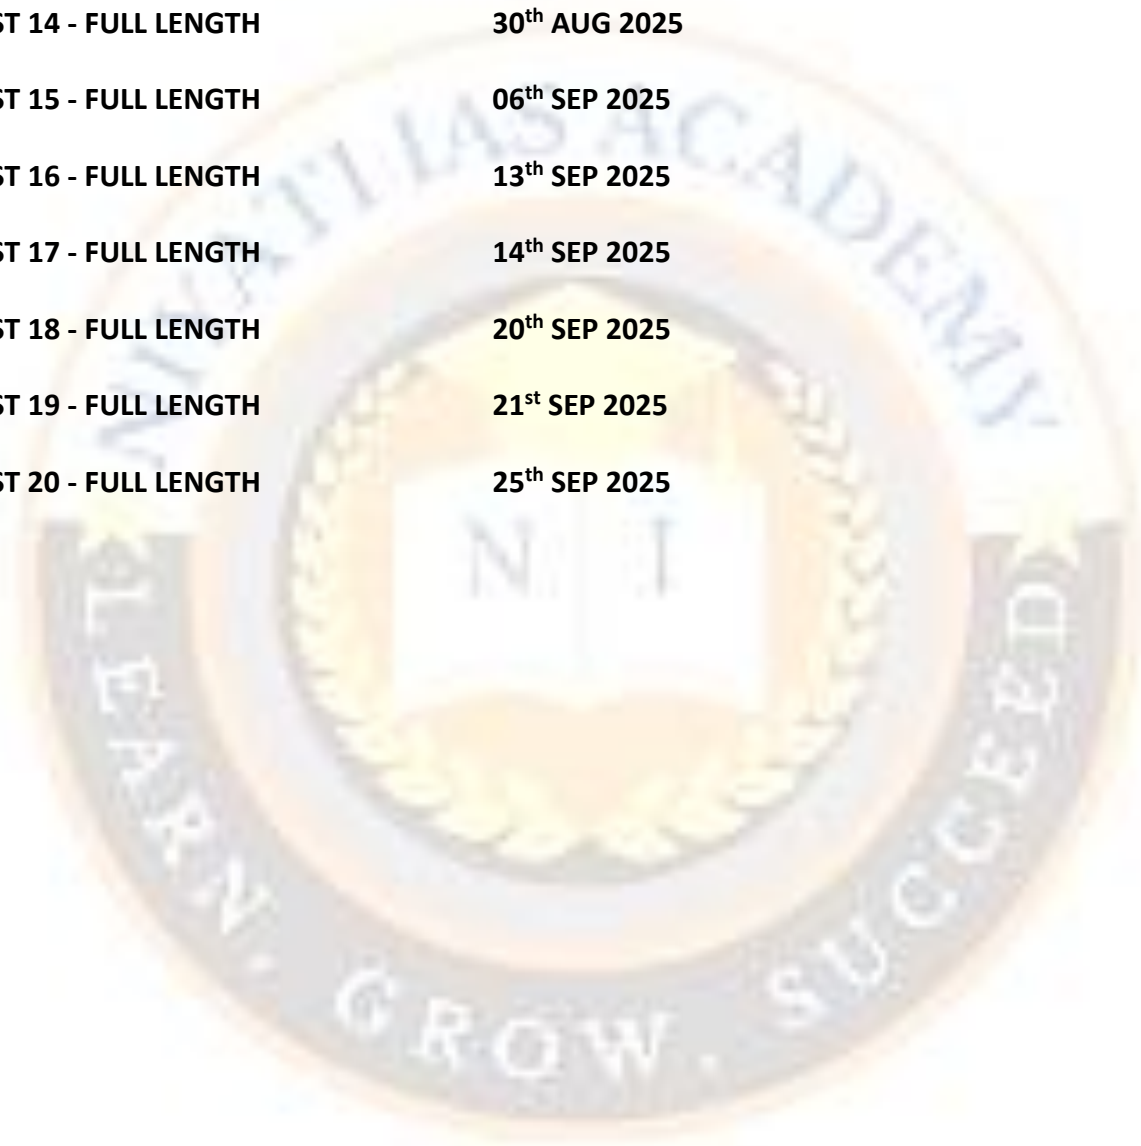 ST 14 - FULL LENGTH 30th AUG 2025
ST 15 - FULL LENGTH 06th SEP 2025
ST 16 - FULL LENGTH 13th SEP 2025
ST 17 - FULL LENGTH 14th SEP 2025
ST 18 - FULL LENGTH 20th SEP 2025
ST 19 - FULL LENGTH 21st SEP 2025
ST 20 - FULL LENGTH 25th SEP 2025
IAS ACADEMY
N I
LEARN, GROW, SUCCEED